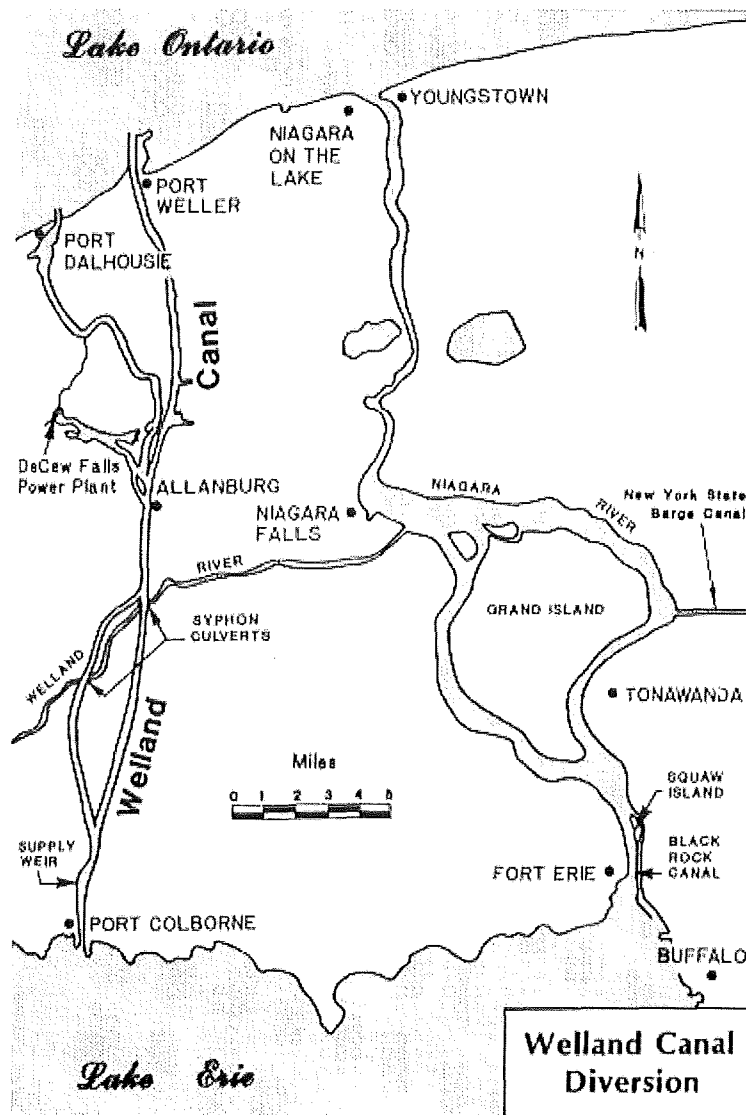 Lake Ontario
YOUNGSTOWN
NIAGARA
ON THE
LAKE
PORT
WELLER
N
PORT
DALHOUSIE
Canal
DeCew Falls
Power Plant
ALLANBURG
NIAGARA
RIVER
New York State
Barge Canal
NIAGARA
FALLS
RIVER
GRAND ISLAND
SYPHON
CULVERTS
WELLAND
TONAWANDA
Welland
Miles
0 1 2 3 4 5
SQUAW
ISLAND
SUPPLY
WEIR
BLACK
ROCK
CANAL
FORT ERIE
PORT COLBORNE
BUFFALO
Lake Erie
Welland Canal
Diversion